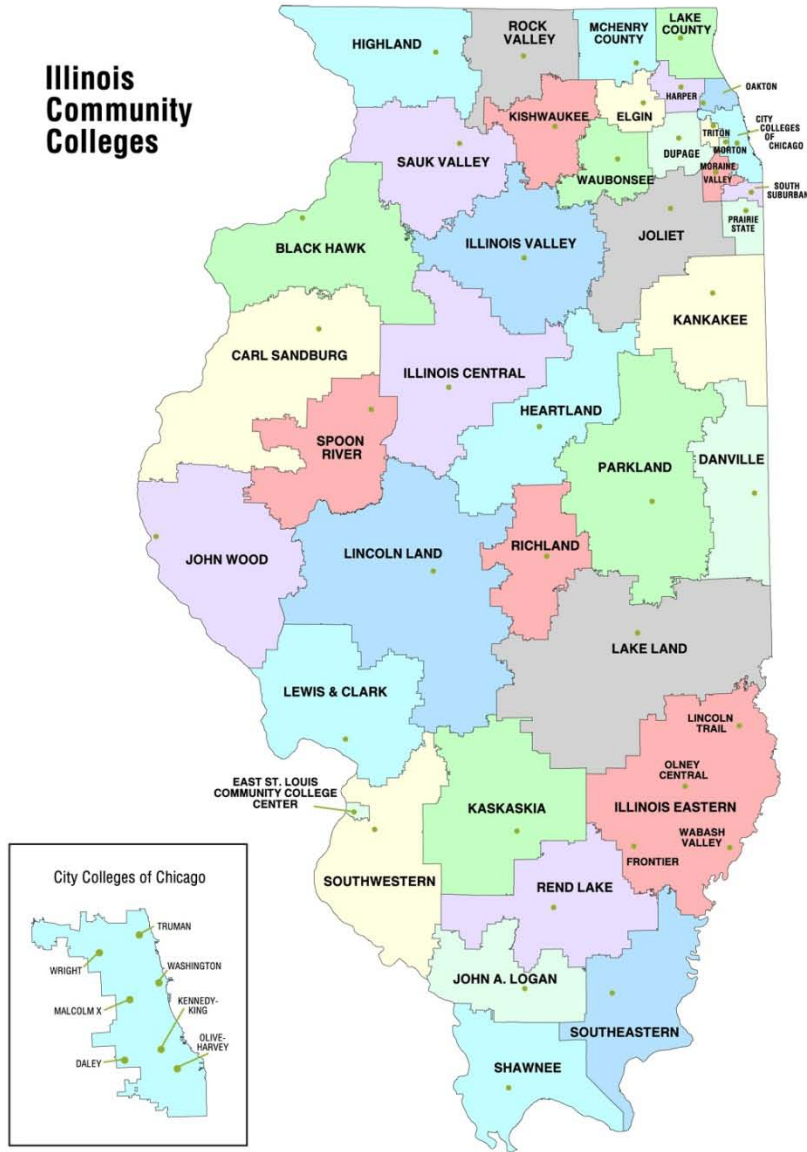 Illinois
Community
Colleges
HIGHLAND
ROCK
VALLEY
MCHENRY
COUNTY
LAKE
COUNTY
HARPER
OAKTON
KISHWAUKEE
ELGIN
TRITON
CITY
COLLEGES
OF
CHICAGO
MORTON
DUPAGE
SAUK VALLEY
WAUBONSEE
MORAINE
VALLEY
SOUTH
SUBURBAN
PRAIRIE
STATE
BLACK HAWK
ILLINOIS VALLEY
JOLIET
KANKAKEE
CARL SANDBURG
ILLINOIS CENTRAL
HEARTLAND
SPOON
RIVER
PARKLAND
DANVILLE
JOHN WOOD
LINCOLN LAND
RICHLAND
LAKE LAND
LEWIS & CLARK
LINCOLN
TRAIL
OLNEY
CENTRAL
EAST ST. LOUIS
COMMUNITY COLLEGE
CENTER
KASKASKIA
ILLINOIS EASTERN
WABASH
VALLEY
FRONTIER
SOUTHWESTERN
REND LAKE
JOHN A. LOGAN
SOUTHEASTERN
SHAWNEE
City Colleges of Chicago
TRUMAN
WRIGHT
WASHINGTON
MALCOLM X
KENNEDY-
KING
OLIVE-
HARVEY
DALEY